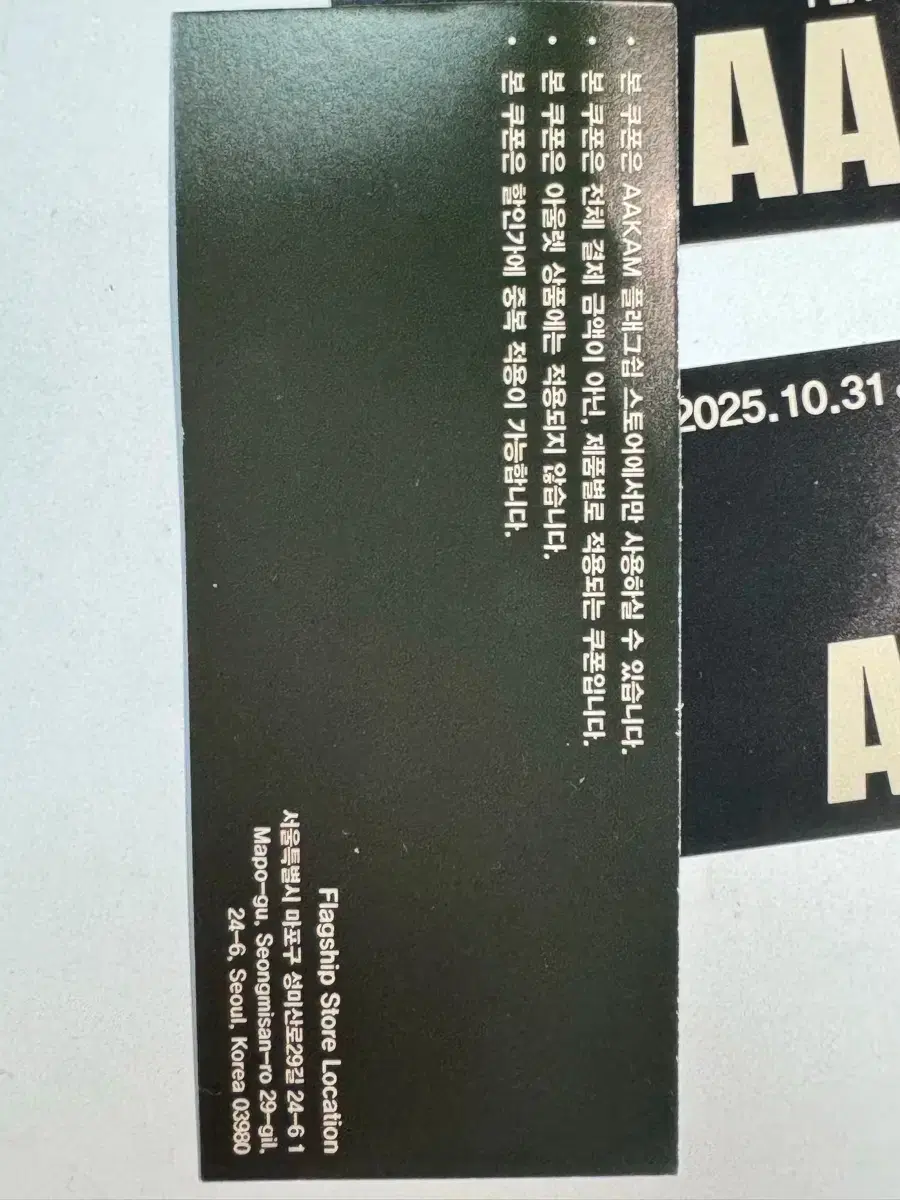 • 본 쿠폰은 AAKAM 플래그쉽 스토어에서만 사용하실 수 있습니다.
• 본 쿠폰은 전체 결제 금액이 아닌, 제품별로 적용되는 쿠폰입니다.
• 본 쿠폰은 아울렛 상품에는 적용되지 않습니다.
• 본 쿠폰은 할인가에 중복 적용이 가능합니다.
Flagship Store Location
서울특별시 마포구 성미산로29길 24-6 1
Mapo-gu, Seongmisan-ro 29-gil,
24-6, Seoul, Korea 03980
AA
2025.10.31
A